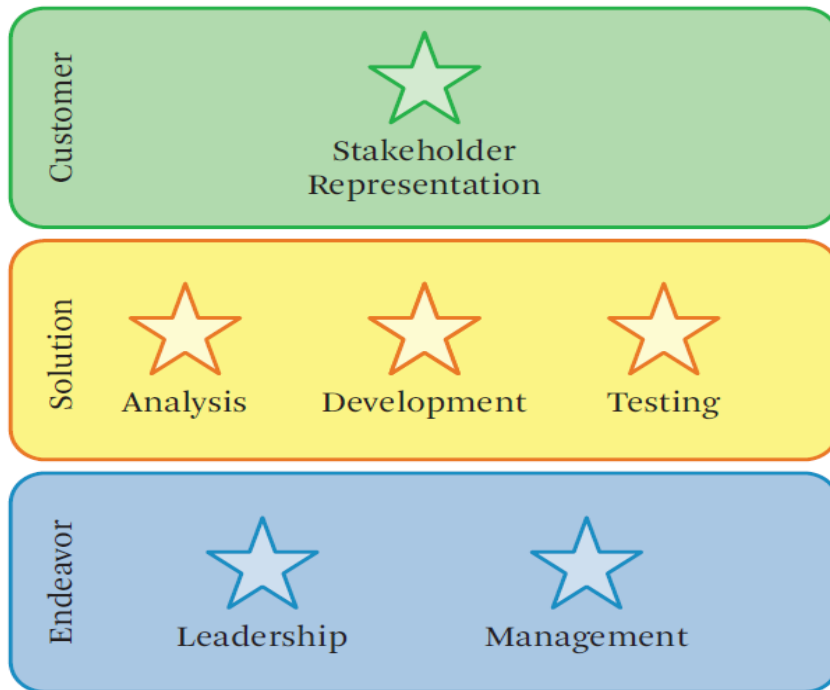 Customer
Stakeholder
Representation
Solution
Analysis
Development
Testing
Endeavor
Leadership
Management